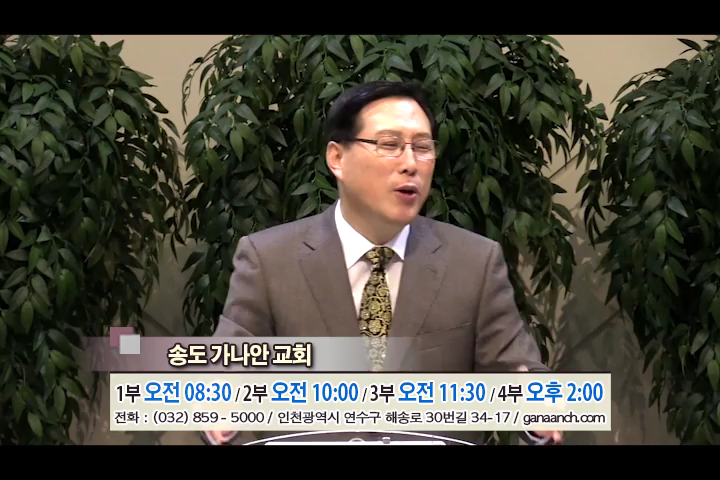 송도 가나안 교회
1부 오전 08:30 / 2부 오전 10:00 / 3부 오전 11:30 / 4부 오후 2:00
전화 : (032) 859 - 5000 / 인천광역시 연수구 해송로 30번길 34-17 / ganaanch.com